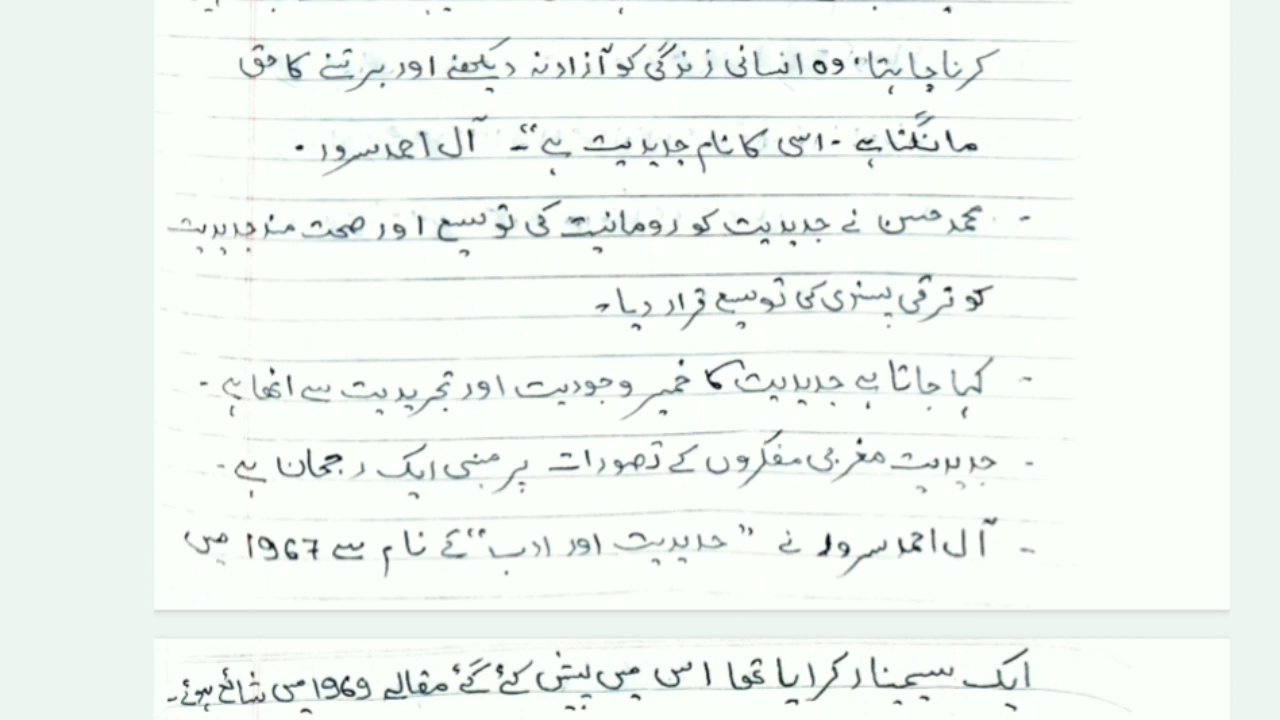 کرنا چاہتا، وہ انسانی زندگی کو آزادنہ دیکھنے اور برتنے کا حق
مانگتا ہے ۔ اسی کا نام جدیدیت ہے“۔ آل احمد سرور ۔
۔ محمد حسن نے جدیدیت کو رومانیت کی توسیع اور صحت مند جدیدیت
کو ترقی پسندی کی توسیع قرار دیا۔
۔ کہا جاتا ہے جدیدیت کا خمیر وجودیت اور تجریدیت سے اٹھا ہے ۔
۔ جدیدیت مغربی مفکروں کے تصورات پر مبنی ایک رجحان ہے ۔
۔ آل احمد سرور نے ”جدیدیت اور ادب“ کے نام سے 1967 میں
ایک سیمینار کرایا تھا اس میں پیش کئے گئے مقالے 1969 میں شائع ہوئے۔